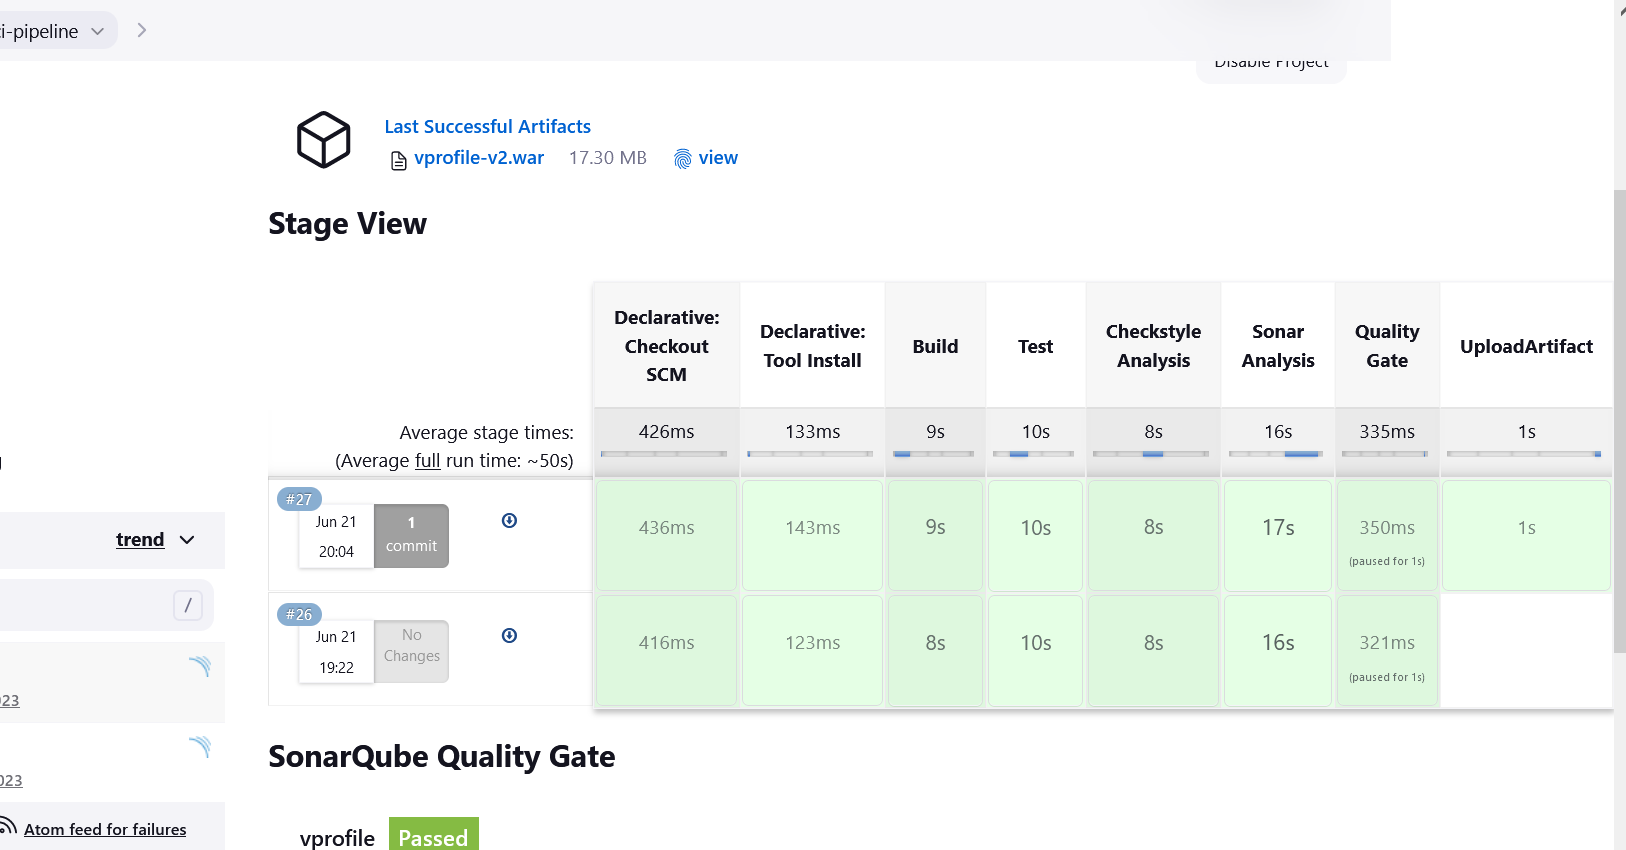 i-pipeline
Disable Project
Last Successful Artifacts
vprofile-v2.war 17.30 MB view
Stage View
Declarative:
Checkout
SCM
Declarative:
Tool Install
Build
Test
Checkstyle
Analysis
Sonar
Analysis
Quality
Gate
UploadArtifact
Average stage times:
(Average full run time: ~50s)
426ms 133ms 9s 10s 8s 16s 335ms 1s
#27
Jun 21
20:04
1
commit
436ms 143ms 9s 10s 8s 17s 350ms 1s
(paused for 1s)
#26
Jun 21
19:22
No
Changes
416ms 123ms 8s 10s 8s 16s 321ms
(paused for 1s)
trend
/
023
023
Atom feed for failures
SonarQube Quality Gate
vprofile Passed